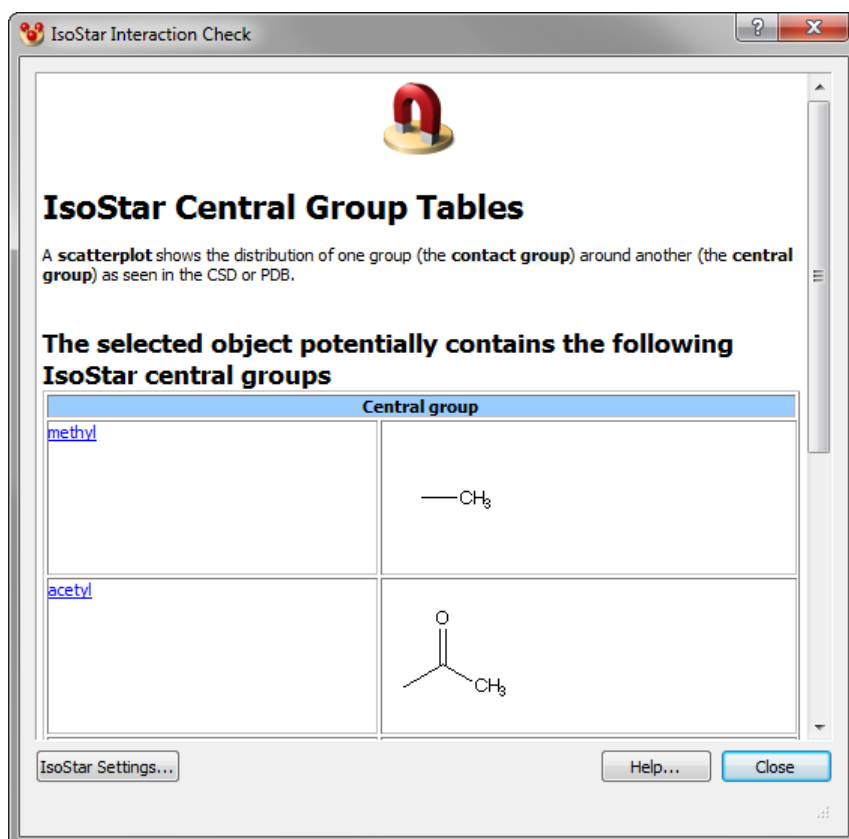 IsoStar Interaction Check
?
IsoStar Central Group Tables
A scatterplot shows the distribution of one group (the contact group) around another (the central
group) as seen in the CSD or PDB.
The selected object potentially contains the following
IsoStar central groups
Central group
methyl
CH₃
acetyl
O
CH₃
IsoStar Settings...
Help...
Close